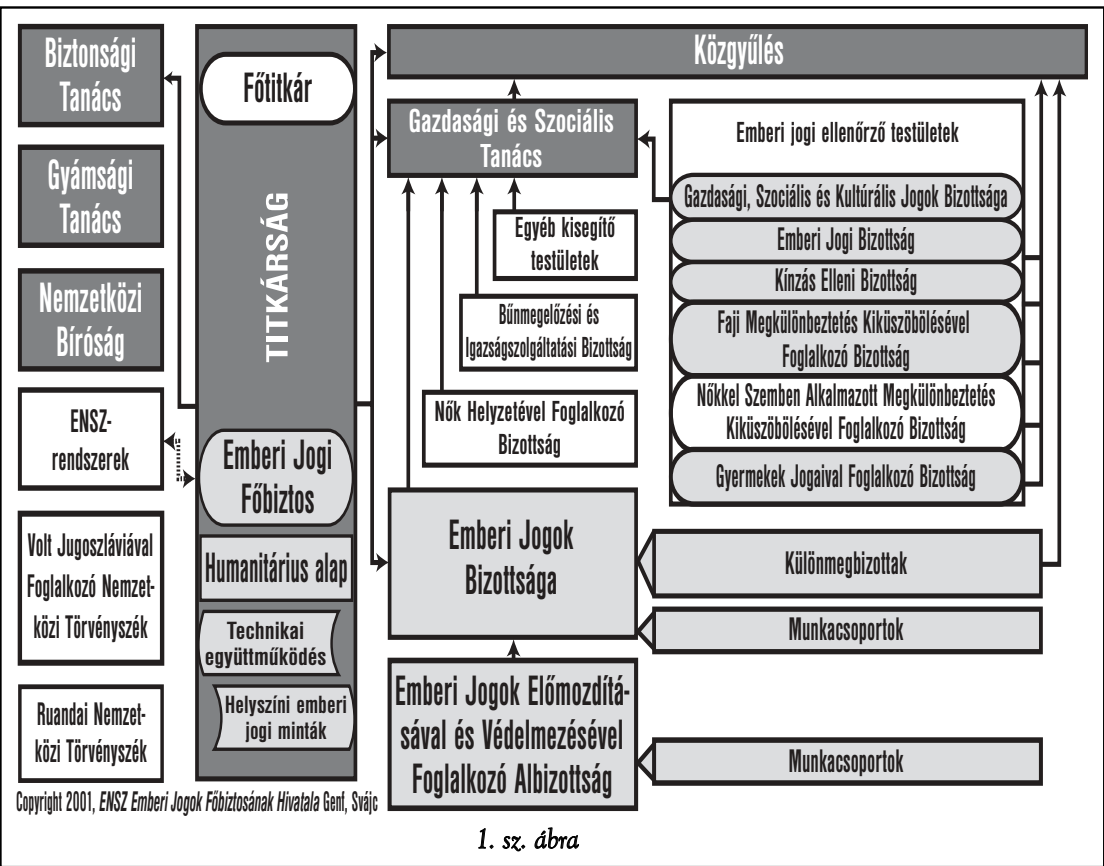 Biztonsági
Tanács
Gyámsági
Tanács
Nemzetközi
Bíróság
ENSZ-
rendszerek
Volt Jugoszláviával
Foglalkozó Nemzet-
közi Törvényszék
Ruandai Nemzet-
közi Törvényszék
TITKÁRSÁG
Főtitkár
Emberi Jogi
Főbiztos
Humanitárius alap
Technikai
együttműködés
Helyszíni emberi
jogi minták
Közgyűlés
Gazdasági és Szociális
Tanács
Egyéb kisegítő
testületek
Bűnmegelőzési és
Igazságszolgáltatási Bizottság
Nők Helyzetével Foglalkozó
Bizottság
Emberi Jogok
Bizottsága
Emberi Jogok Előmozdítá-
sával és Védelmezésével
Foglalkozó Albizottság
Emberi jogi ellenőrző testületek
Gazdasági, Szociális és Kultúrális Jogok Bizottsága
Emberi Jogi Bizottság
Kínzás Elleni Bizottság
Faji Megkülönbeztetés Kiküszöbölésével
Foglalkozó Bizottság
Nőkkel Szemben Alkalmazott Megkülönbeztetés
Kiküszöbölésével Foglalkozó Bizottság
Gyermekek Jogaival Foglalkozó Bizottság
Különmegbizottak
Munkacsoportok
Munkacsoportok
Copyright 2001, ENSZ Emberi Jogok Főbiztosának Hivatala Genf, Svájc
1. sz. ábra